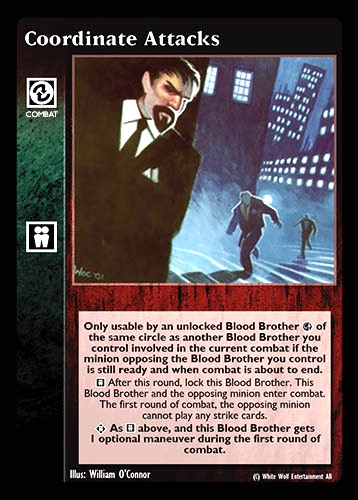 Coordinate Attacks
COMBAT
WOC '01
Only usable by an unlocked Blood Brother of
the same circle as another Blood Brother you
control involved in the current combat if the
minion opposing the Blood Brother you control
is still ready and when combat is about to end.
After this round, lock this Blood Brother. This
Blood Brother and the opposing minion enter combat.
The first round of combat, the opposing minion
cannot play any strike cards.
As above, and this Blood Brother gets
1 optional maneuver during the first round of
combat.
Illus: William O'Connor
(C) White Wolf Entertainment AB